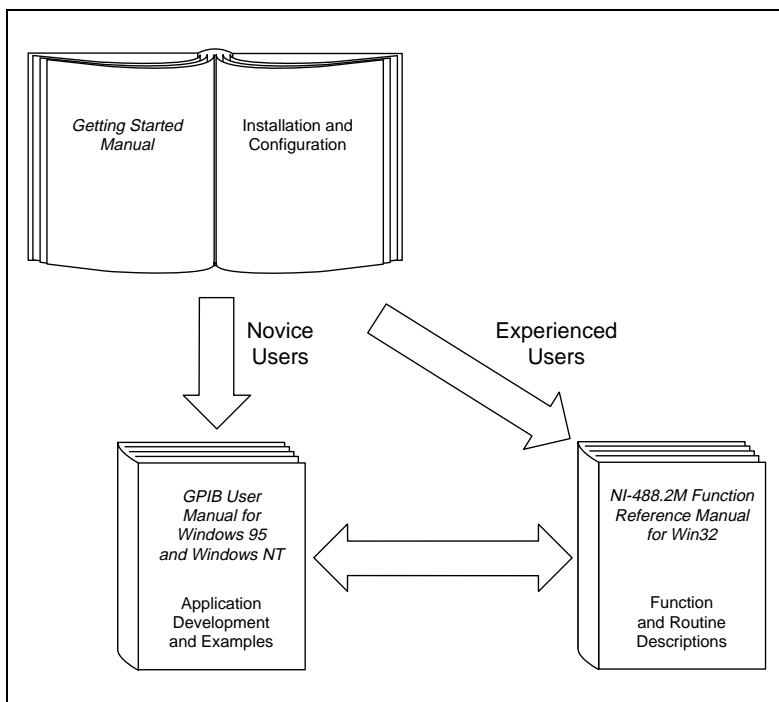 Getting Started
Manual
Installation and
Configuration
Novice
Users
Experienced
Users
GPIB User
Manual for
Windows 95
and Windows NT
Application
Development
and Examples
NI-488.2M Function
Reference Manual
for Win32
Function
and Routine
Descriptions